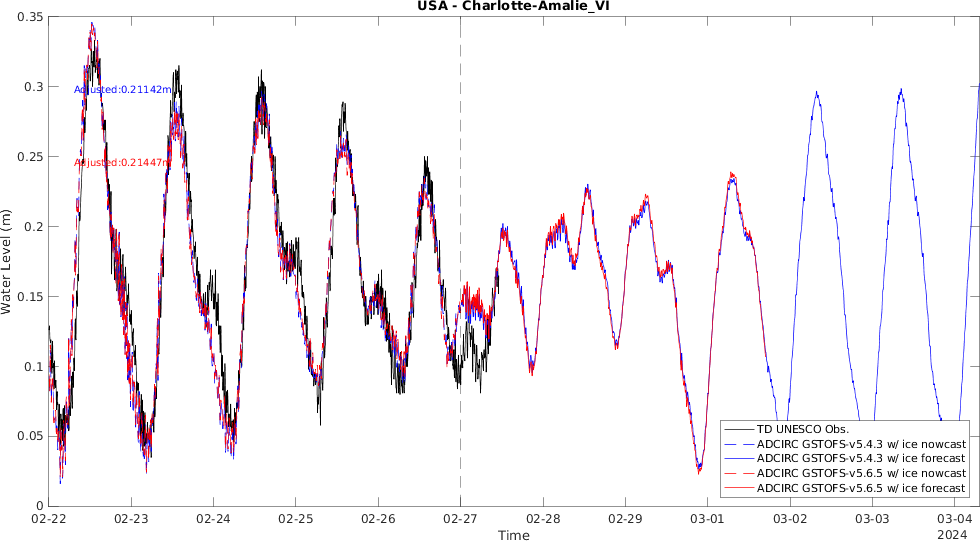 USA - Charlotte-Amalie_VI
0.35
0.3
0.25
0.2
0.15
0.1
0.05
0
Water Level (m)
Adjusted:0.21142m
Adjusted:0.21447m
TD UNESCO Obs.
ADCIRC GSTOFS-v5.4.3 w/ ice nowcast
ADCIRC GSTOFS-v5.4.3 w/ ice forecast
ADCIRC GSTOFS-v5.6.5 w/ ice nowcast
ADCIRC GSTOFS-v5.6.5 w/ ice forecast
02-22 02-23 02-24 02-25 02-26 02-27 02-28 02-29 03-01 03-02 03-03 03-04
Time
2024